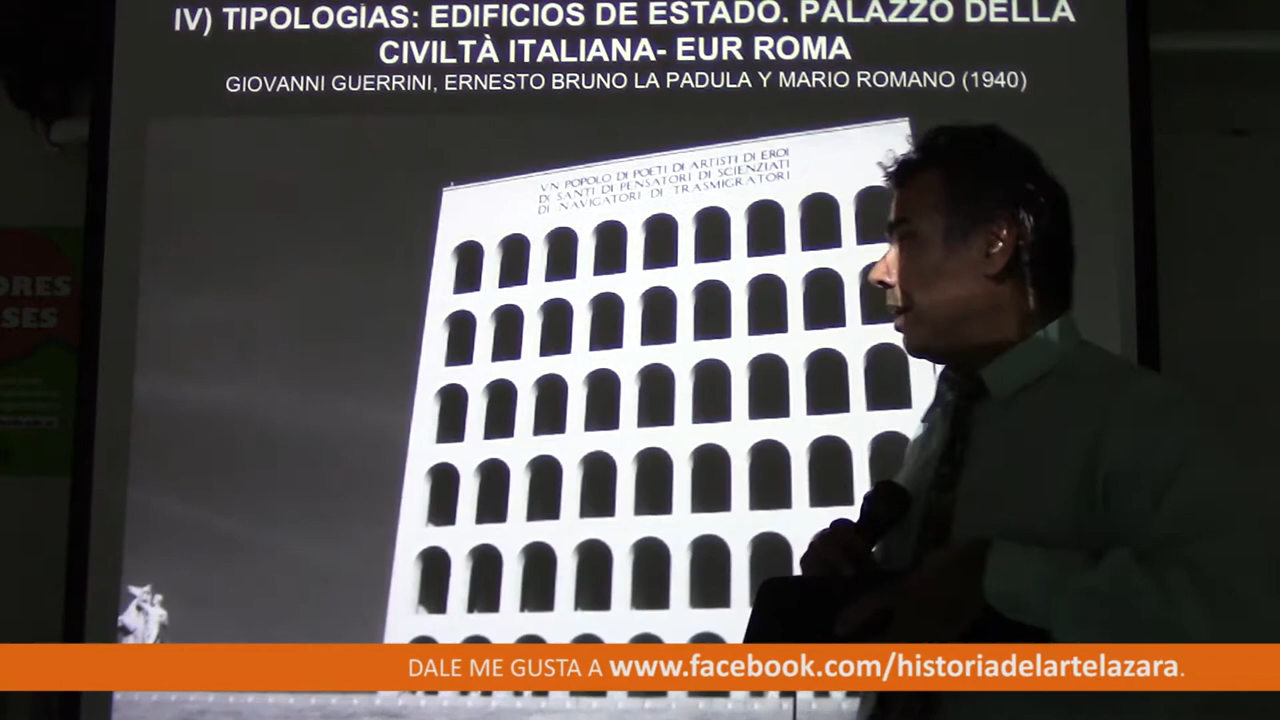 IV) TIPOLOGÍAS: EDIFICIOS DE ESTADO. PALAZZO DELLA
CIVILTÀ ITALIANA- EUR ROMA
GIOVANNI GUERRINI, ERNESTO BRUNO LA PADULA Y MARIO ROMANO (1940)
VN POPOLO DI POETI DI ARTISTI DI EROI
DI SANTI DI PENSATORI DI SCIENZIATI
DI NAVIGATORI DI TRASMIGRATORI
DALE ME GUSTA A www.facebook.com/historiadelartelazara.